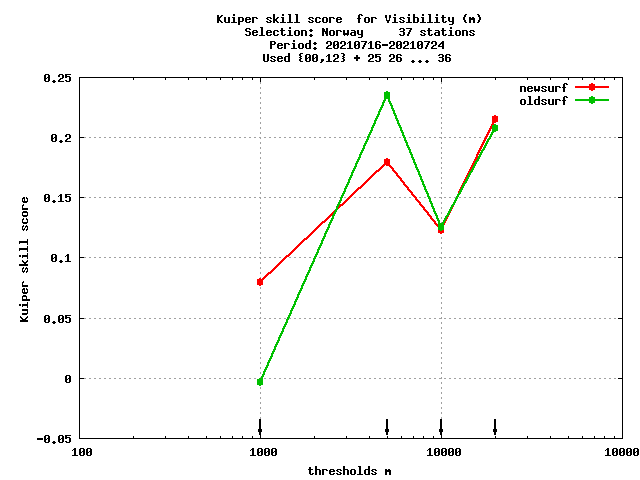 Kuiper skill score  for Visibility (m)
Selection: Norway     37 stations
Period: 20210716-20210724
Used {00,12} + 25 26 ... 36
newsurf
oldsurf
0.25
0.2
0.15
0.1
0.05
0
-0.05
Kuiper skill score
100
1000
10000
10000
thresholds m